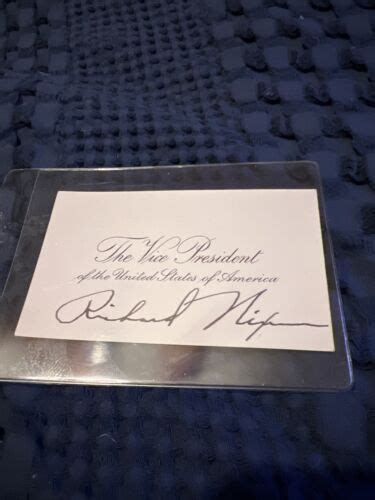 The Vice President
of the United States of America
Richard Nixon